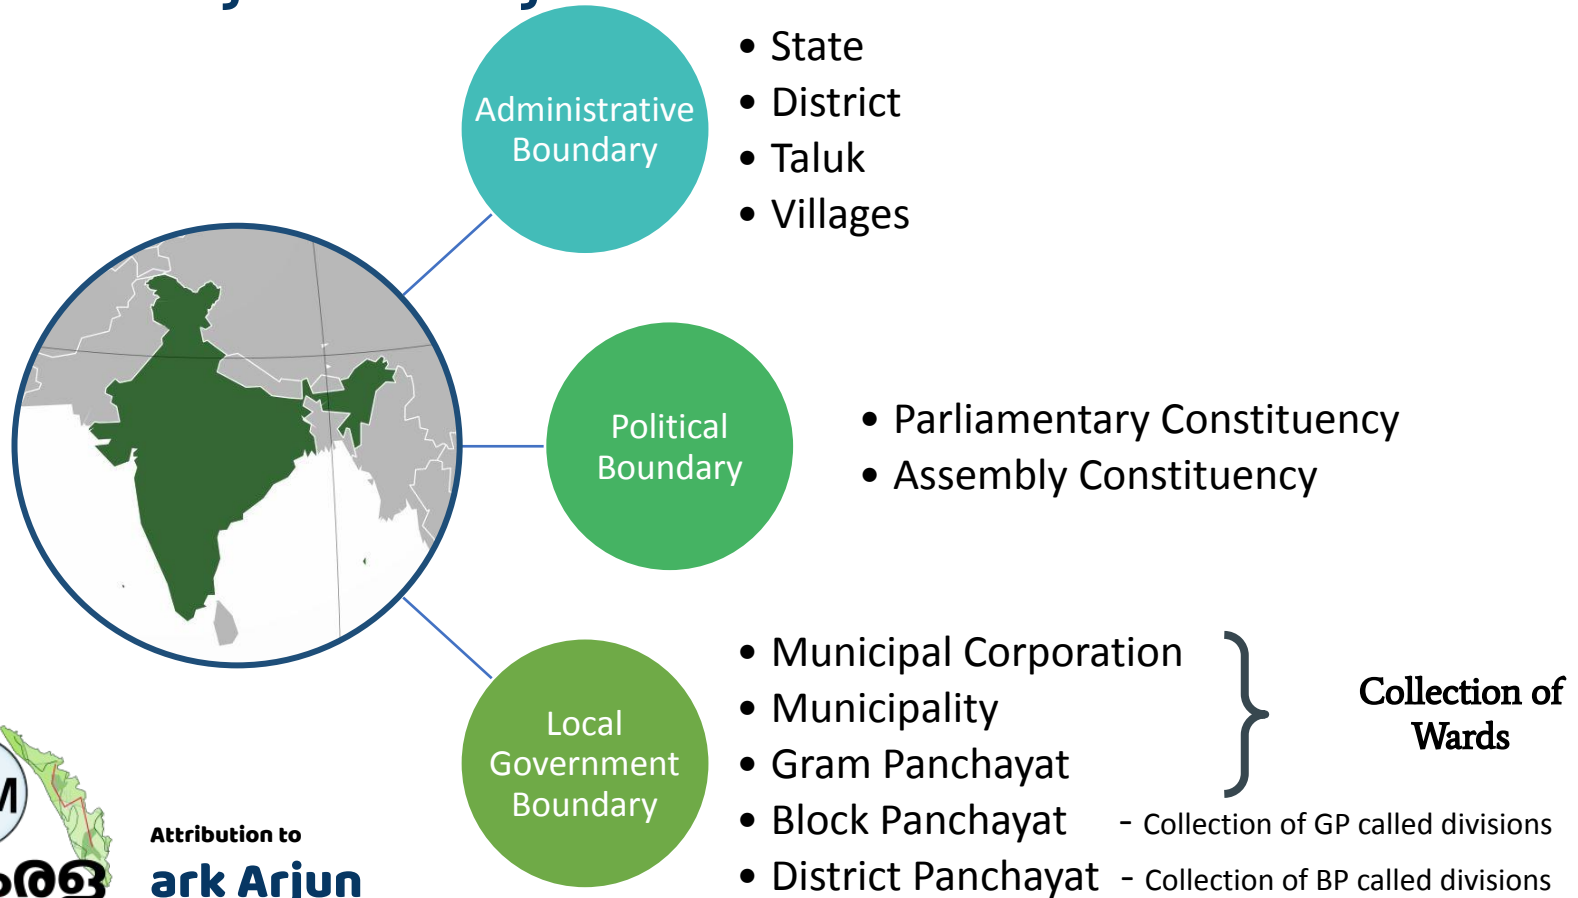 Administrative
Boundary
• State
• District
• Taluk
• Villages
Political
Boundary
• Parliamentary Constituency
• Assembly Constituency
Local
Government
Boundary
• Municipal Corporation
• Municipality
• Gram Panchayat
Collection of
Wards
• Block Panchayat - Collection of GP called divisions
• District Panchayat - Collection of BP called divisions
M
Attribution to
ark Arjun